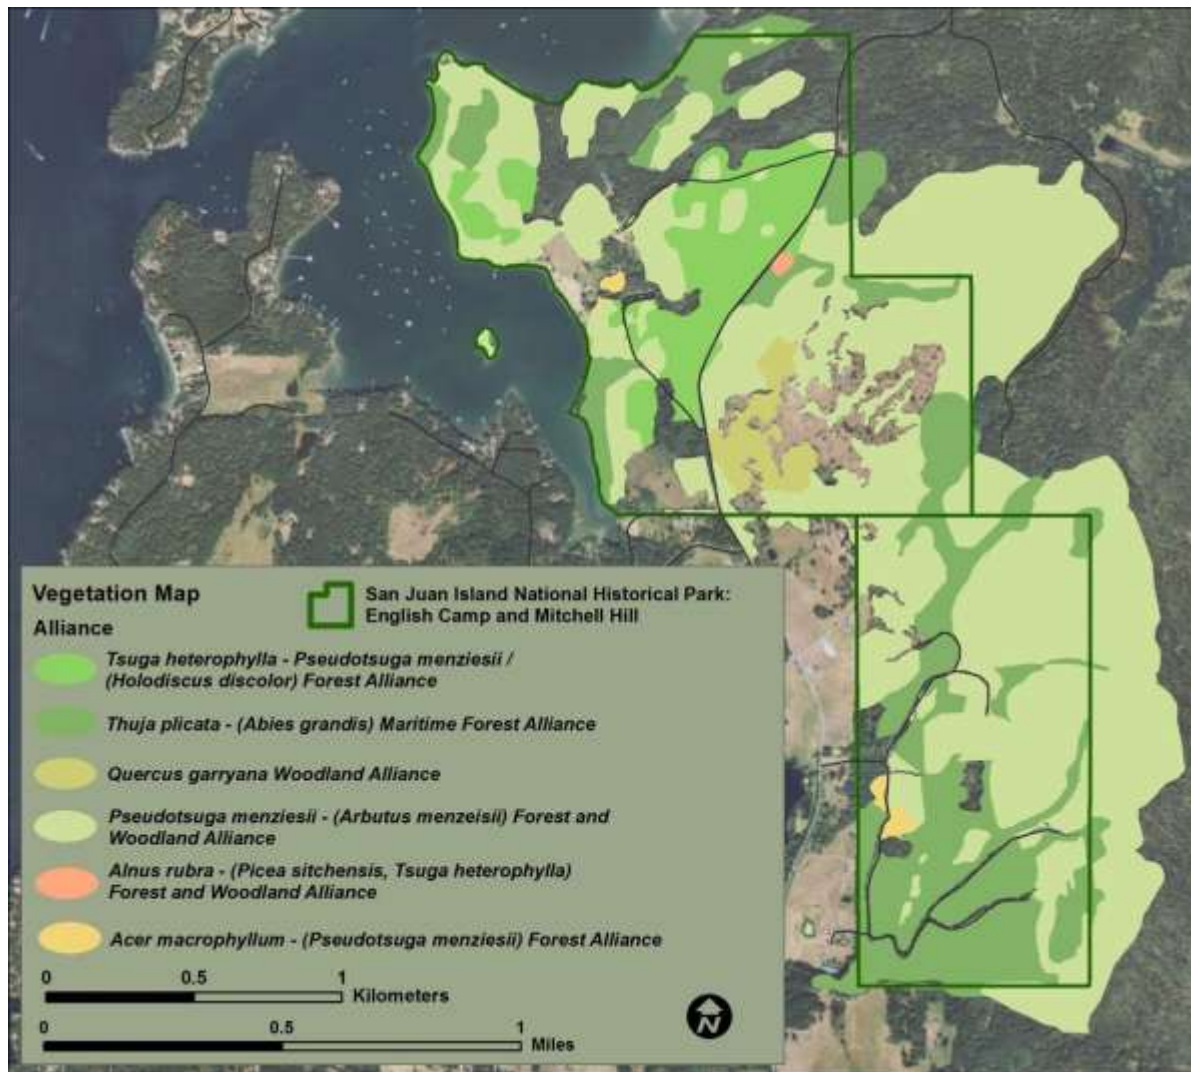 Vegetation Map
San Juan Island National Historical Park:
English Camp and Mitchell Hill
Alliance
Tsuga heterophylla - Pseudotsuga menziesii /
(Holodiscus discolor) Forest Alliance
Thuja plicata - (Abies grandis) Maritime Forest Alliance
Quercus garryana Woodland Alliance
Pseudotsuga menziesii - (Arbutus menzeisii) Forest and
Woodland Alliance
Alnus rubra - (Picea sitchensis, Tsuga heterophylla)
Forest and Woodland Alliance
Acer macrophyllum - (Pseudotsuga menziesii) Forest Alliance
0 0.5 1
Kilometers
N
0 0.5 1
Miles